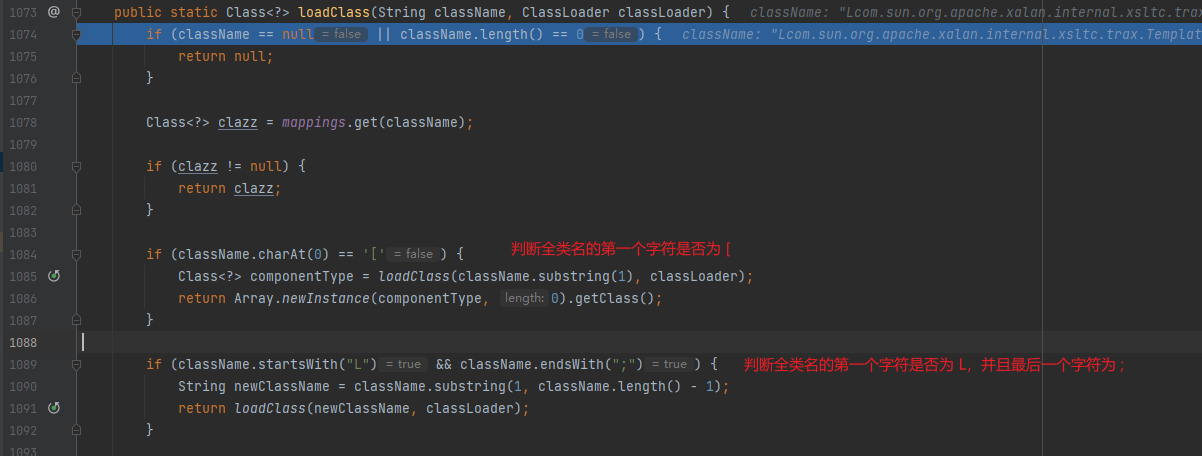 1073 @ public static Class<?> loadClass(String className, ClassLoader classLoader) { className: "Lcom.sun.org.apache.xalan.internal.xsltc.trax
1074 if (className == null = false || className.length() == 0 = false ) { className: "Lcom.sun.org.apache.xalan.internal.xsltc.trax.Templat
1075 return null;
1076 }
1077
1078 Class<?> clazz = mappings.get(className);
1079
1080 if (clazz != null) {
1081 return clazz;
1082 }
1083
1084 if (className.charAt(0) == '[' = false ) { 判断全类名的第一个字符是否为 [
1085 Class<?> componentType = loadClass(className.substring(1), classLoader);
1086 return Array.newInstance(componentType, length: 0).getClass();
1087 }
1088
1089 if (className.startsWith("L") = true && className.endsWith(";") = true ) { 判断全类名的第一个字符是否为 L，并且最后一个字符为 ;
1090 String newClassName = className.substring(1, className.length() - 1);
1091 return loadClass(newClassName, classLoader);
1092 }
1093